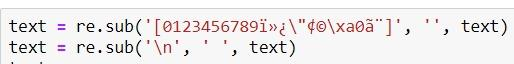 text = re.sub('[0123456789ï»¿\"¢©\xa0ã¨]', '', text)
text = re.sub('\n', ' ', text)